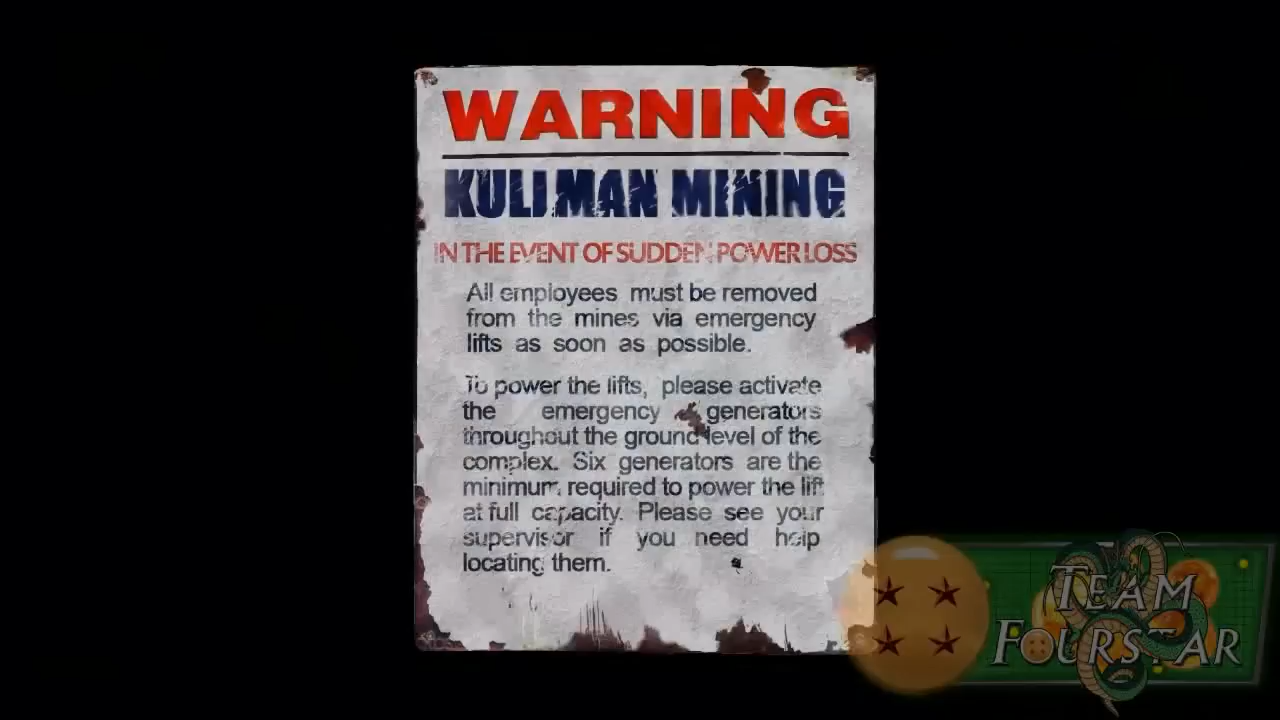 WARNING
KULLMAN MINING
IN THE EVENT OF SUDDEN POWER LOSS
All employees must be removed
from the mines via emergency
lifts as soon as possible.
To power the lifts, please activate
the emergency generators
throughout the ground level of the
complex. Six generators are the
minimum required to power the lift
at full capacity. Please see your
supervisor if you need help
locating them.
TEAM
FOURSTAR